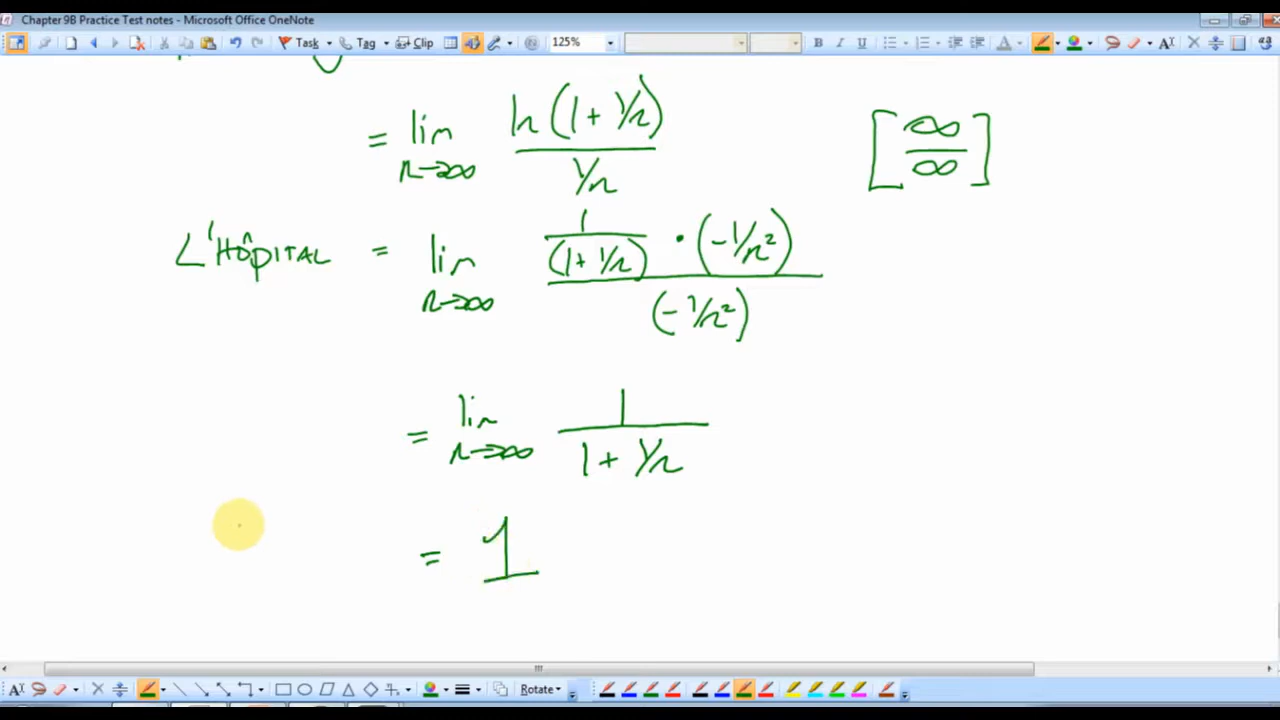 Chapter 9B Practice Test notes - Microsoft Office OneNote
Task Tag Clip 125% B I U
= lim n→∞ ln(1 + 1/n) / (1/n) [∞/∞]
L'HÔPITAL = lim n→∞ (1/(1 + 1/n) · (-1/n²)) / (-1/n²)
= lim n→∞ 1 / (1 + 1/n)
= 1
Rotate